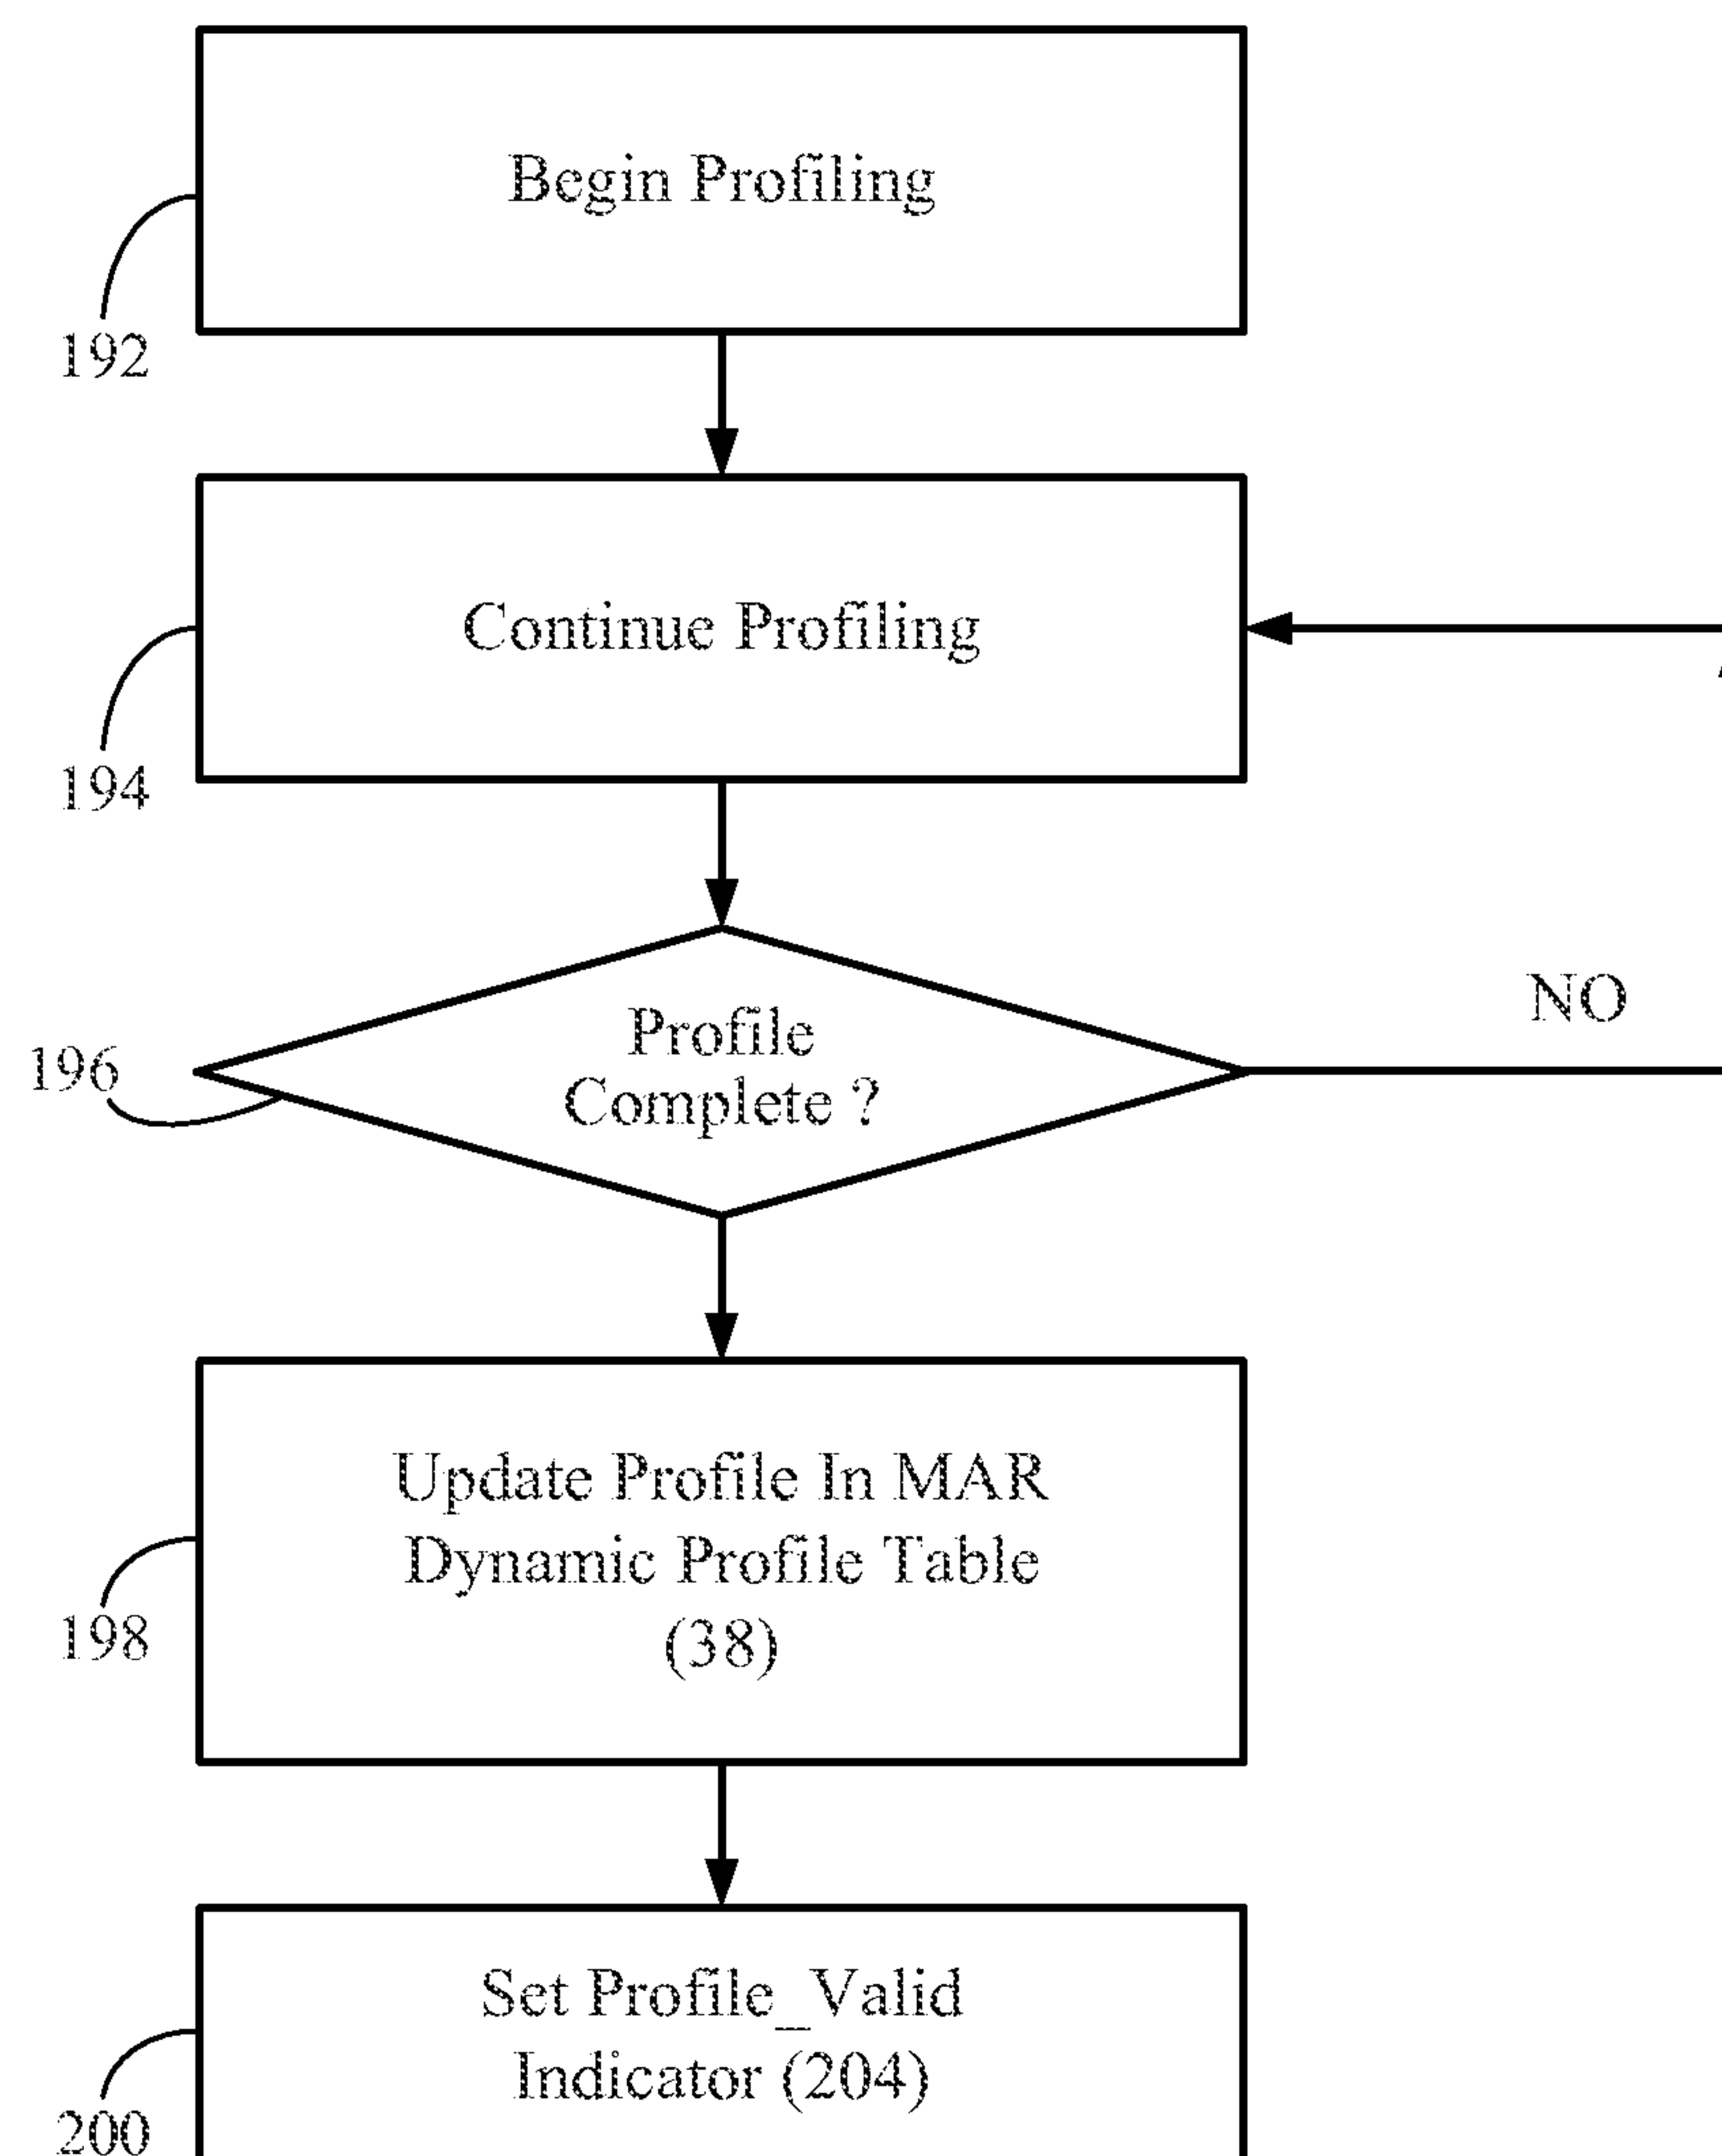 Begin Profiling
192
Continue Profiling
194
NO
Profile
Complete ?
196
Update Profile In MAR
Dynamic Profile Table
(38)
198
Set Profile_Valid
Indicator (204)
200